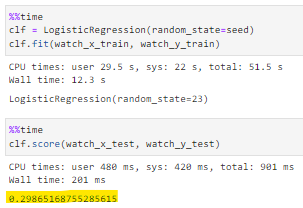 %%time
clf = LogisticRegression(random_state=seed)
clf.fit(watch_x_train, watch_y_train)
CPU times: user 29.5 s, sys: 22 s, total: 51.5 s
Wall time: 12.3 s
LogisticRegression(random_state=23)
%%time
clf.score(watch_x_test, watch_y_test)
CPU times: user 480 ms, sys: 420 ms, total: 901 ms
Wall time: 201 ms
0.29865168755285615